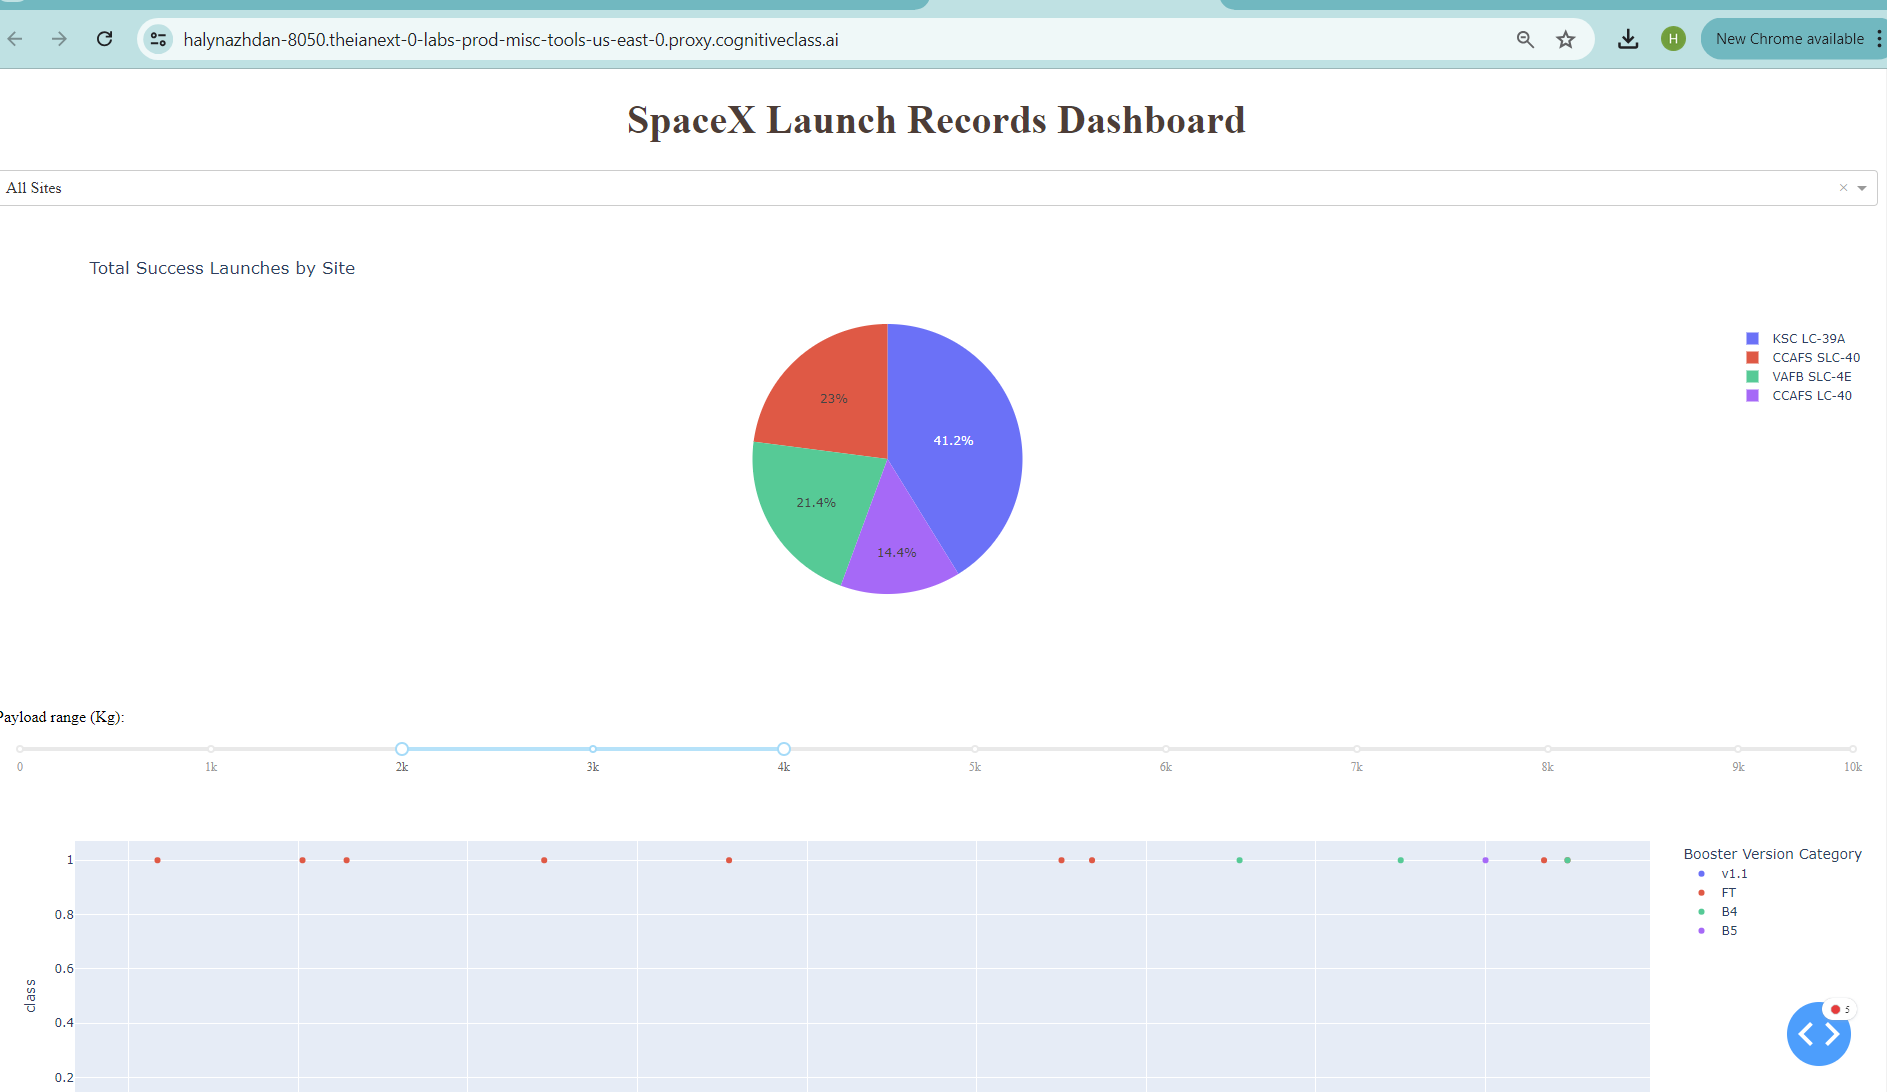 halynazhdan-8050.theianext-0-labs-prod-misc-tools-us-east-0.proxy.cognitiveclass.ai
H
New Chrome available
SpaceX Launch Records Dashboard
All Sites
Total Success Launches by Site
KSC LC-39A
CCAFS SLC-40
VAFB SLC-4E
CCAFS LC-40
23%
41.2%
21.4%
14.4%
Payload range (Kg):
0 1k 2k 3k 4k 5k 6k 7k 8k 9k 10k
Booster Version Category
v1.1
FT
B4
B5
1
0.8
0.6
0.4
0.2
class
5